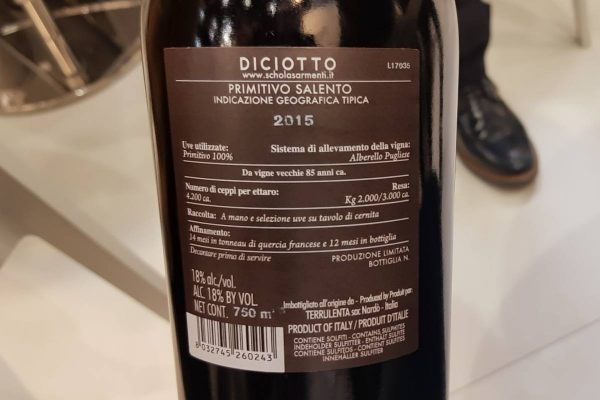 DICIOTTO
www.scholasarmenti.it
L17635
PRIMITIVO SALENTO
INDICAZIONE GEOGRAFICA TIPICA
2015
Uve utilizzate: Sistema di allevamento della vigna:
Primitivo 100% Alberello Pugliese
Da vigne vecchie 85 anni ca.
Numero di ceppi per ettaro: Resa:
4.200 ca. Kg 2.000/3.000 ca.
Raccolta: A mano e selezione uve su tavolo di cernita
Affinamento:
14 mesi in tonneau di quercia francese e 12 mesi in bottiglia
Decantare prima di servire
PRODUZIONE LIMITATA
BOTTIGLIA N.
18% alc/vol.
ALC. 18% BY VOL.
NET CONT. 750 m
Imbottigliato all'origine da - Produced by Produit par:
TERRULENTA sac Nardò - Italia
PRODUCT OF ITALY / PRODUIT D'ITALIE
CONTIENE SOLFITI - CONTAINS SULPHITES
INDEHOLDER SULFITTER - ENTHALT SULFITE
CONTIENE SULFITOS - CONTIENT SULFITES
INNEHÅLLER SULFITER
8 032745 260243